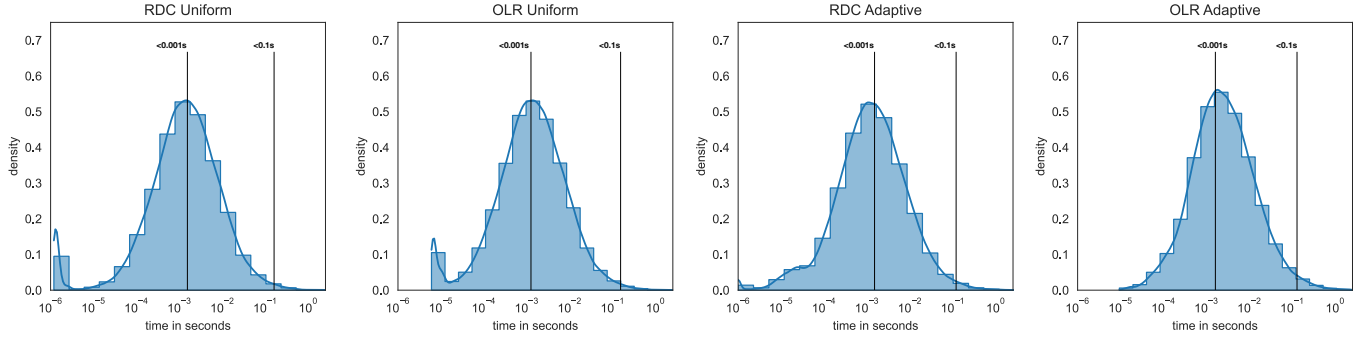 RDC Uniform
0.7
0.6
0.5
0.4
0.3
0.2
0.1
0.0
density
<0.001s
<0.1s
10⁻⁶ 10⁻⁵ 10⁻⁴ 10⁻³ 10⁻² 10⁻¹ 10⁰
time in seconds
OLR Uniform
0.7
0.6
0.5
0.4
0.3
0.2
0.1
0.0
density
<0.001s
<0.1s
10⁻⁶ 10⁻⁵ 10⁻⁴ 10⁻³ 10⁻² 10⁻¹ 10⁰
time in seconds
RDC Adaptive
0.7
0.6
0.5
0.4
0.3
0.2
0.1
0.0
density
<0.001s
<0.1s
10⁻⁶ 10⁻⁵ 10⁻⁴ 10⁻³ 10⁻² 10⁻¹ 10⁰
time in seconds
OLR Adaptive
0.7
0.6
0.5
0.4
0.3
0.2
0.1
0.0
density
<0.001s
<0.1s
10⁻⁶ 10⁻⁵ 10⁻⁴ 10⁻³ 10⁻² 10⁻¹ 10⁰
time in seconds